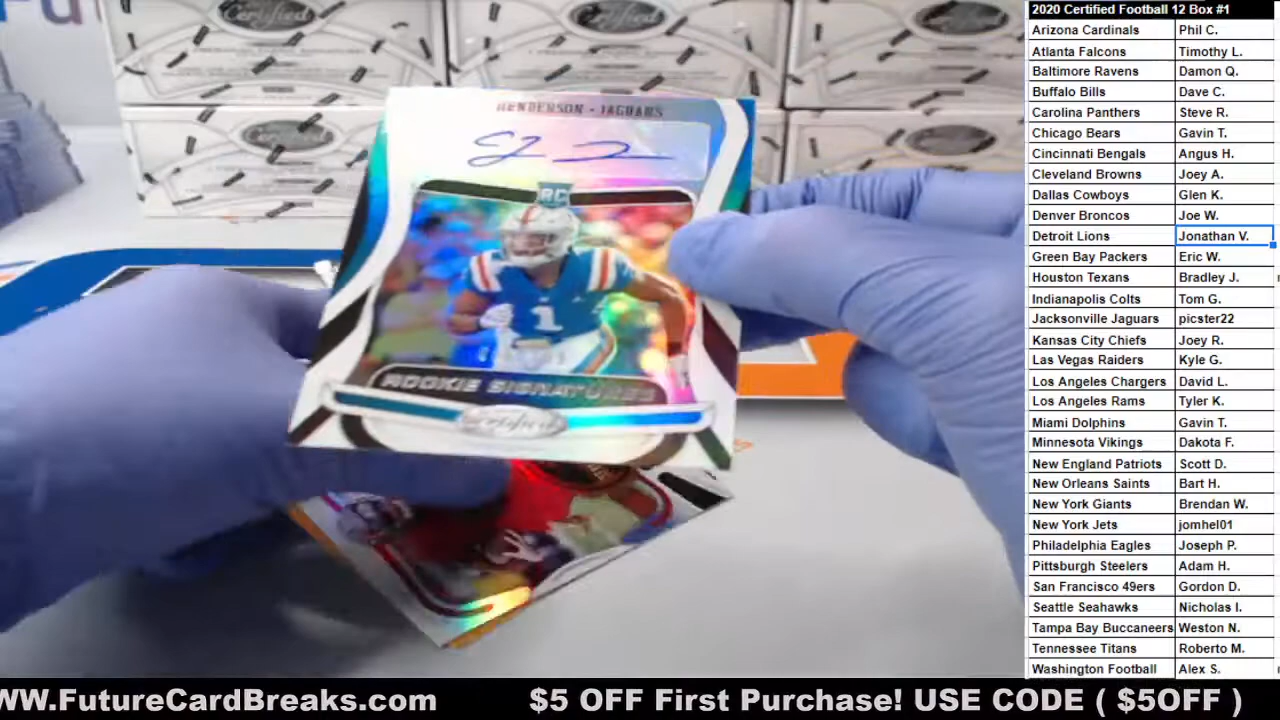 Certified
Certified
Certified
Certified
HENDERSON - JAGUARS
RC
1
ROOKIE SIGNATURES
Certified
2020 Certified Football 12 Box #1
Arizona Cardinals Phil C.
Atlanta Falcons Timothy L.
Baltimore Ravens Damon Q.
Buffalo Bills Dave C.
Carolina Panthers Steve R.
Chicago Bears Gavin T.
Cincinnati Bengals Angus H.
Cleveland Browns Joey A.
Dallas Cowboys Glen K.
Denver Broncos Joe W.
Detroit Lions Jonathan V.
Green Bay Packers Eric W.
Houston Texans Bradley J.
Indianapolis Colts Tom G.
Jacksonville Jaguars picster22
Kansas City Chiefs Joey R.
Las Vegas Raiders Kyle G.
Los Angeles Chargers David L.
Los Angeles Rams Tyler K.
Miami Dolphins Gavin T.
Minnesota Vikings Dakota F.
New England Patriots Scott D.
New Orleans Saints Bart H.
New York Giants Brendan W.
New York Jets jomhel01
Philadelphia Eagles Joseph P.
Pittsburgh Steelers Adam H.
San Francisco 49ers Gordon D.
Seattle Seahawks Nicholas I.
Tampa Bay Buccaneers Weston N.
Tennessee Titans Roberto M.
Washington Football Alex S.
WW.FutureCardBreaks.com $5 OFF First Purchase! USE CODE ( $5OFF )